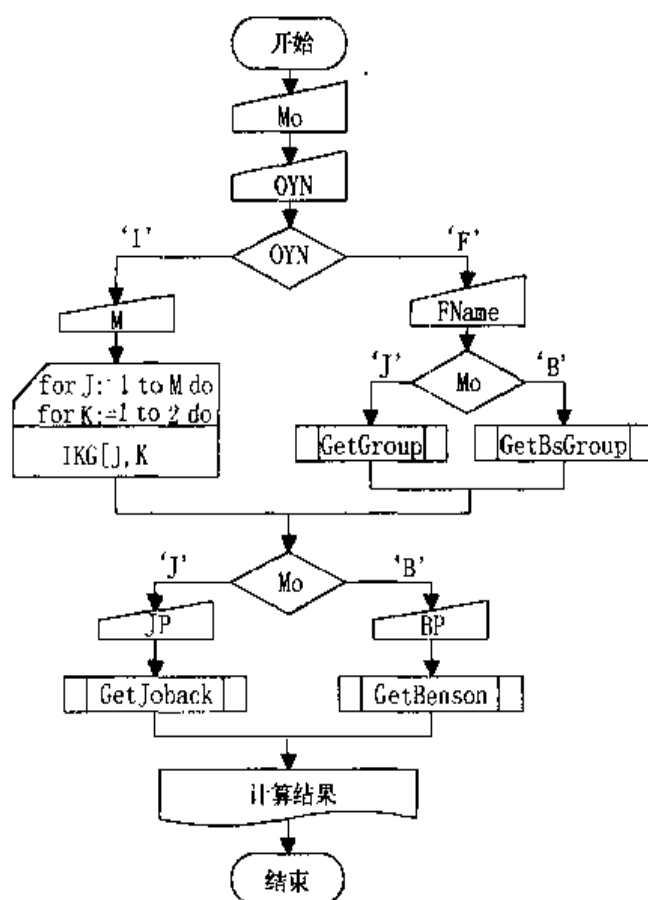 开始
Mo
OYN
OYN
'I'
'F'
M
FName
for J:=1 to M do
for K:=1 to 2 do
IKG[J,K
Mo
'J'
'B'
GetGroup
GetBsGroup
Mo
'J'
'B'
JP
BP
GetJoback
GetBenson
计算结果
结束